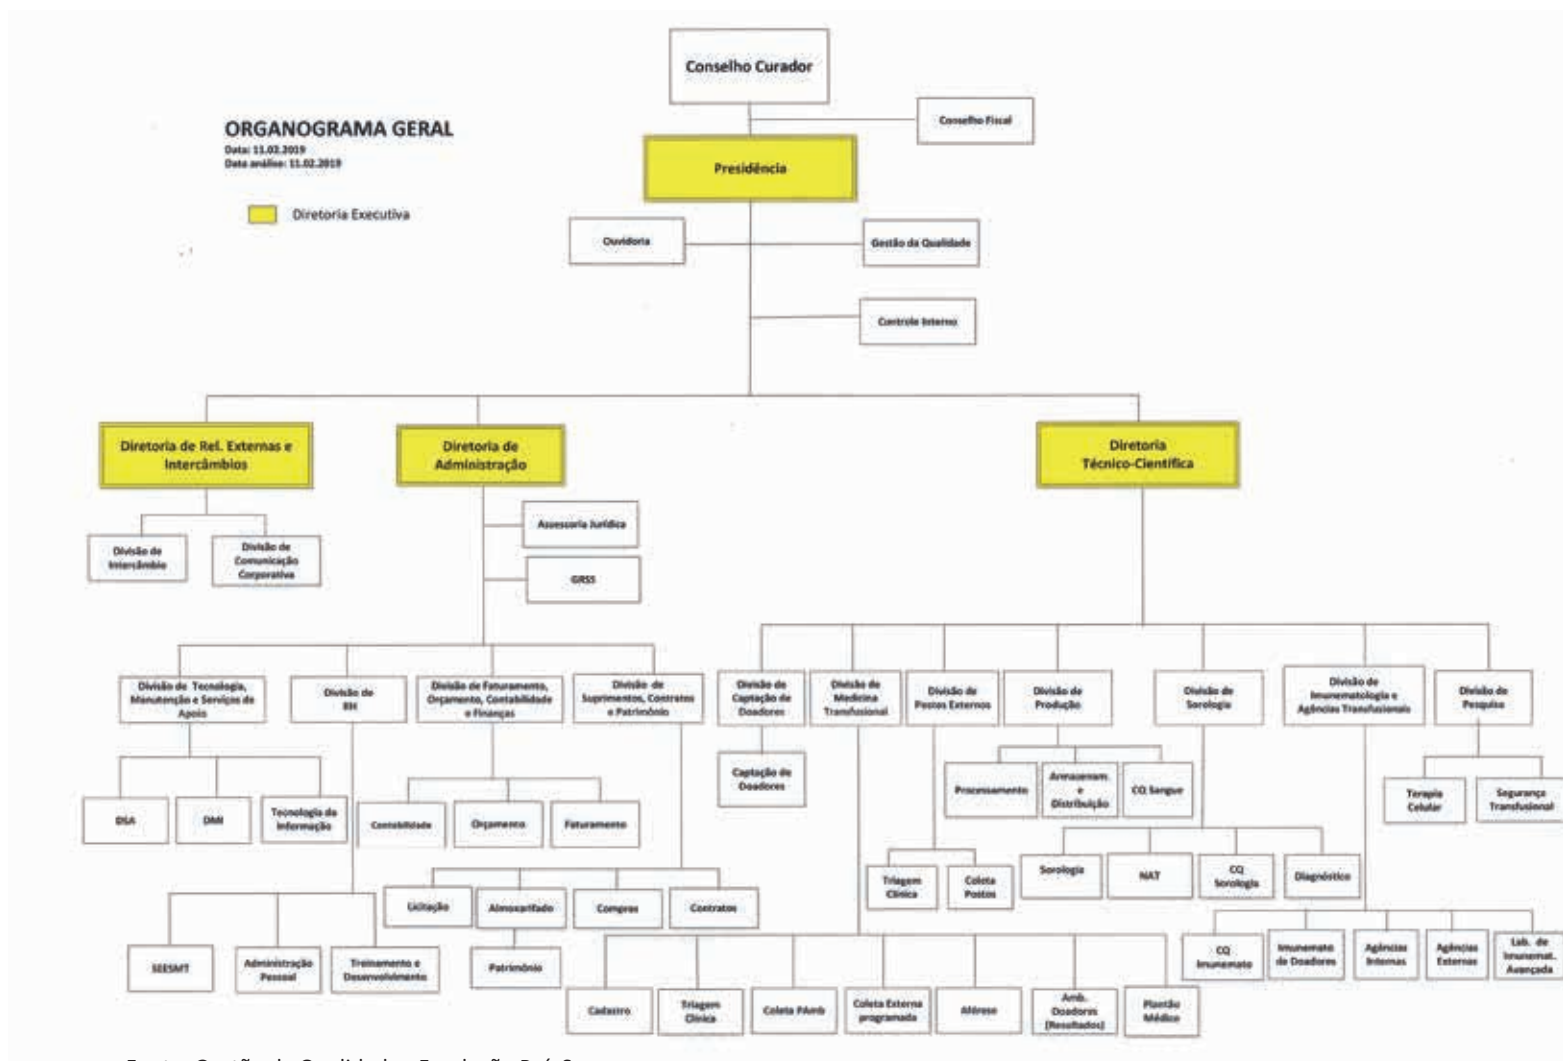 Conselho Curador
Conselho Fiscal
ORGANOGRAMA GERAL
Data: 11.02.2019
Data análise: 11.02.2019
Diretoria Executiva
Presidência
Ouvidoria
Gestão da Qualidade
Controle Interno
Diretoria de Rel. Externas e
Intercâmbios
Diretoria de
Administração
Diretoria
Técnico-Científica
Divisão de
Intercâmbio
Divisão de
Comunicação
Corporativa
Assessoria Jurídica
GRSS
Divisão de Tecnologia,
Manutenção e Serviços de
Apoio
Divisão de
RH
Divisão de Faturamento,
Orçamento, Contabilidade
e Finanças
Divisão de
Suprimentos, Contratos
e Patrimônio
Divisão de
Captação de
Doadores
Divisão de
Medicina
Transfusional
Divisão de
Postos Externos
Divisão de
Produção
Divisão de
Sorologia
Divisão de
Imunematologia e
Agências Transfusionais
Divisão de
Pesquisa
DSA
DMI
Tecnologia da
Informação
Contabilidade
Orçamento
Faturamento
Captação de
Doadores
Processamento
Armazenam.
e
Distribuição
CQ Sangue
Terapia
Celular
Segurança
Transfusional
Triagem
Clínica
Coleta
Postos
Sorologia
NAT
CQ
Sorologia
Diagnóstico
Licitação
Almoxarifado
Compras
Contratos
SEESMT
Administração
Pessoal
Treinamento e
Desenvolvimento
Patrimônio
CQ
Imunemato
Imunemato
de Doadores
Agências
Internas
Agências
Externas
Lab. de
Imunemat.
Avançada
Cadastro
Triagem
Clínica
Coleta PAmb
Coleta Externa
programada
Aférese
Amb.
Doadores
(Resultados)
Plantão
Médico